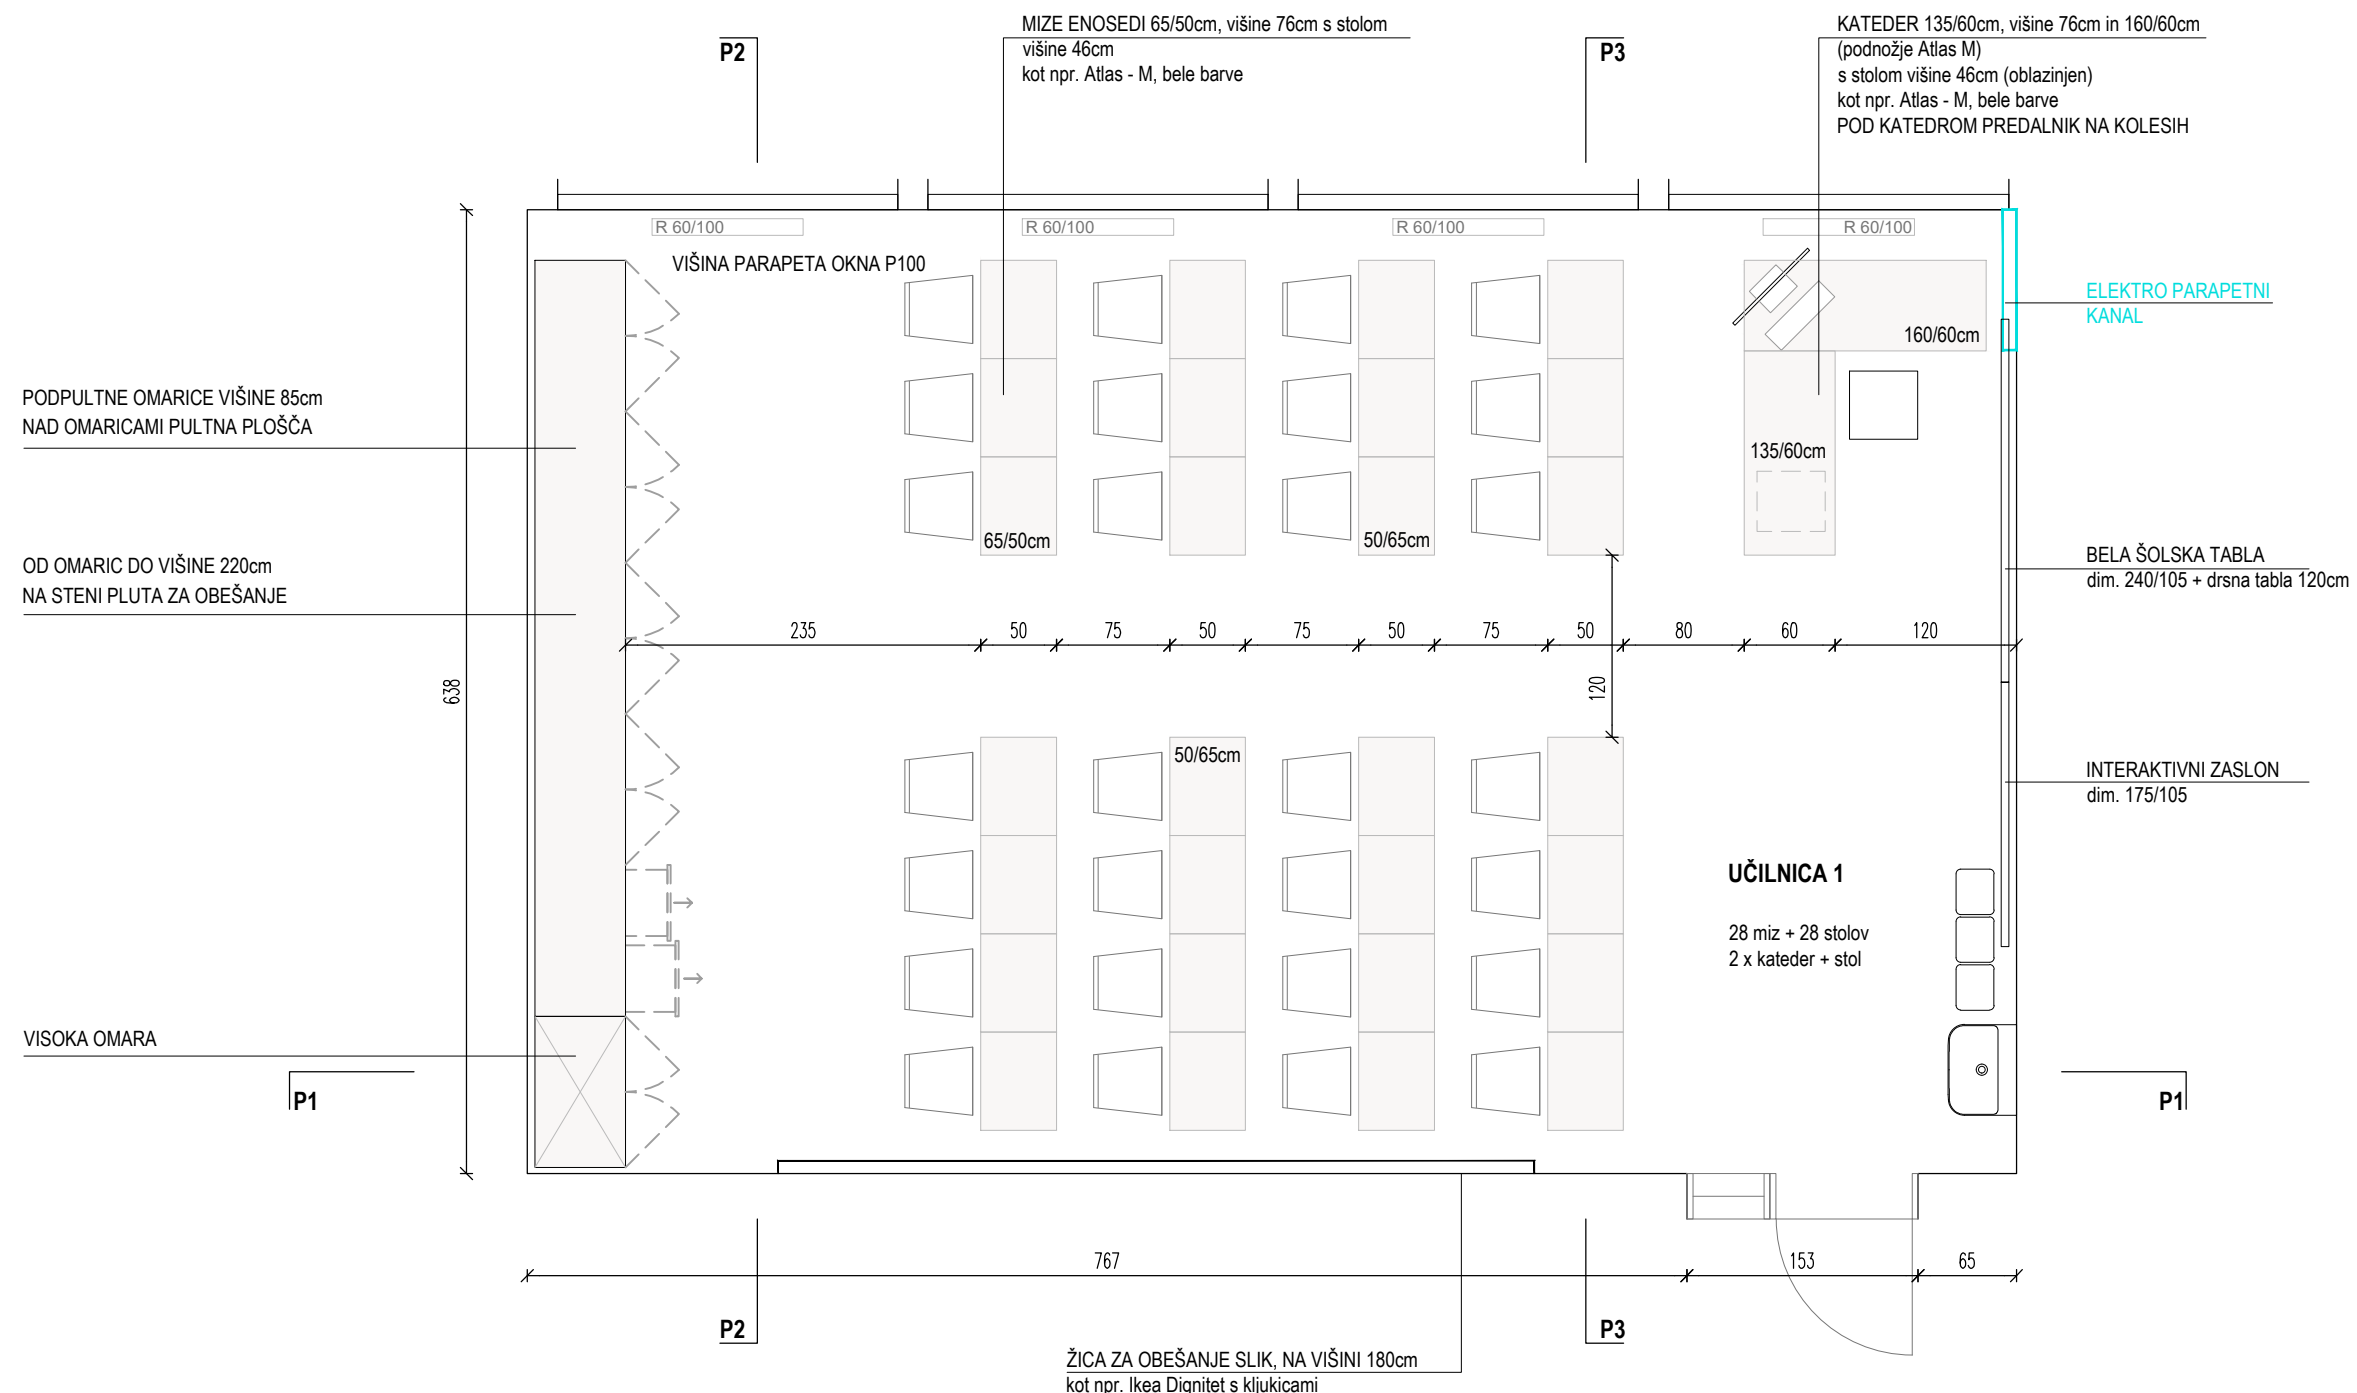 MIZE ENOSEDI 65/50cm, višine 76cm s stolom
višine 46cm
kot npr. Atlas - M, bele barve
KATEDER 135/60cm, višine 76cm in 160/60cm
(podnožje Atlas M)
s stolom višine 46cm (oblazinjen)
kot npr. Atlas - M, bele barve
POD KATEDROM PREDALNIK NA KOLESIH
P2
P3
R 60/100
R 60/100
R 60/100
R 60/100
VIŠINA PARAPETA OKNA P100
ELEKTRO PARAPETNI
KANAL
160/60cm
PODPULTNE OMARICE VIŠINE 85cm
NAD OMARICAMI PULTNA PLOŠČA
135/60cm
65/50cm
50/65cm
OD OMARIC DO VIŠINE 220cm
NA STENI PLUTA ZA OBEŠANJE
BELA ŠOLSKA TABLA
dim. 240/105 + drsna tabla 120cm
235
50
75
50
75
50
75
50
80
60
120
638
120
50/65cm
INTERAKTIVNI ZASLON
dim. 175/105
UČILNICA 1
28 miz + 28 stolov
2 x kateder + stol
VISOKA OMARA
P1
P1
767
153
65
P2
P3
ŽICA ZA OBEŠANJE SLIK, NA VIŠINI 180cm
kot npr. Ikea Dignitet s kljukicami